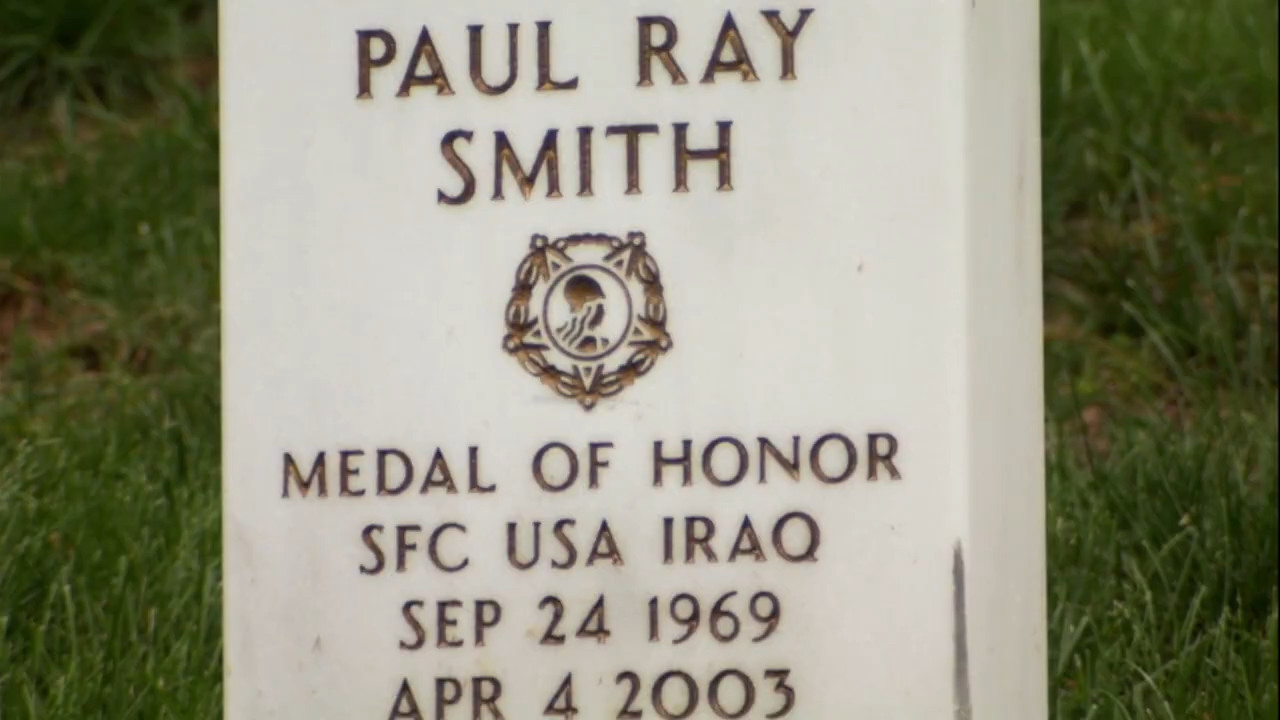 PAUL RAY
SMITH
MEDAL OF HONOR
SFC USA IRAQ
SEP 24 1969
APR 4 2003